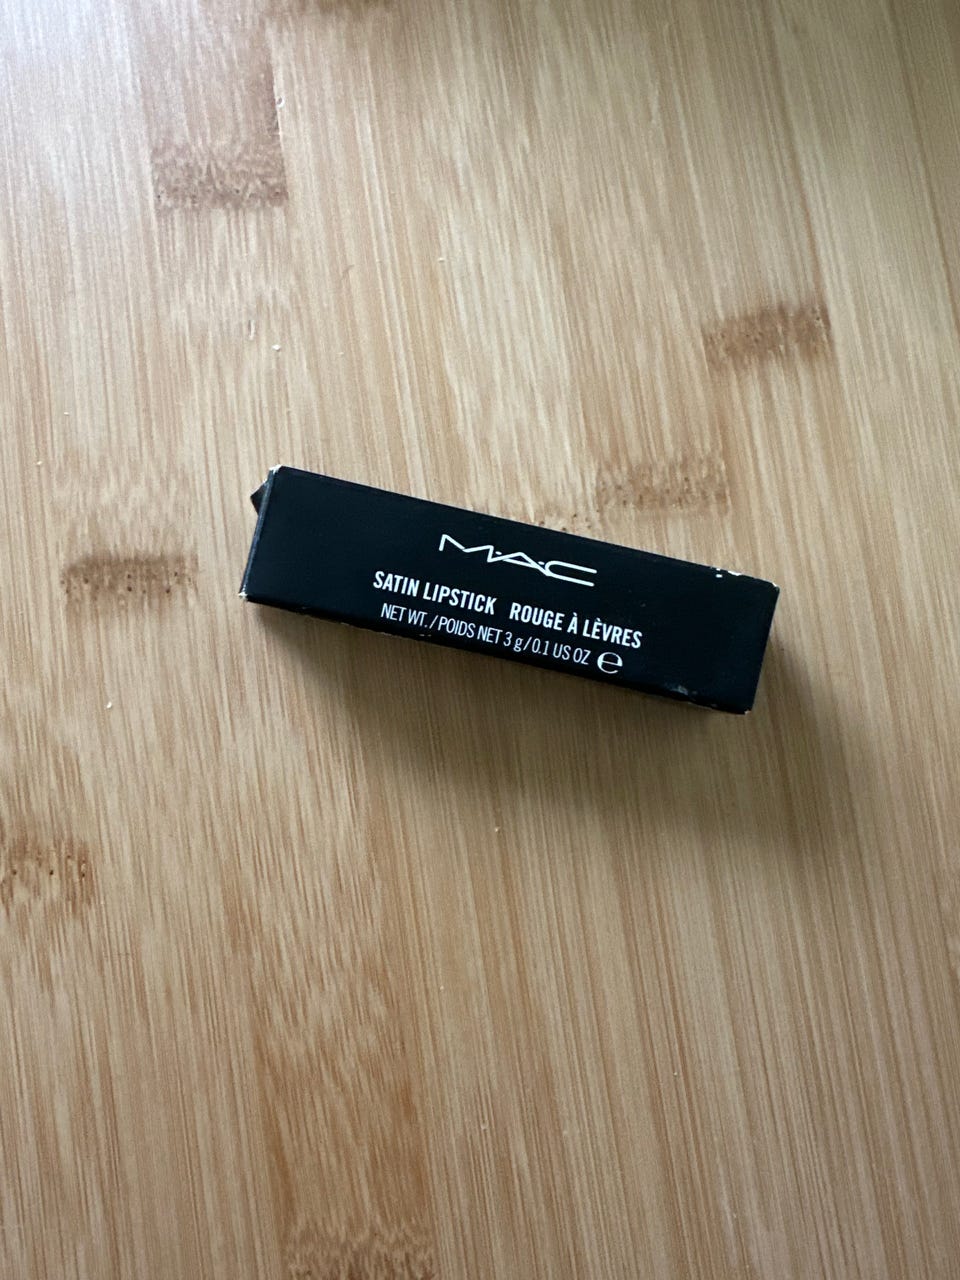 M·A·C
SATIN LIPSTICK ROUGE À LÈVRES
NET WT. / POIDS NET 3 g / 0.1 US OZ ℮